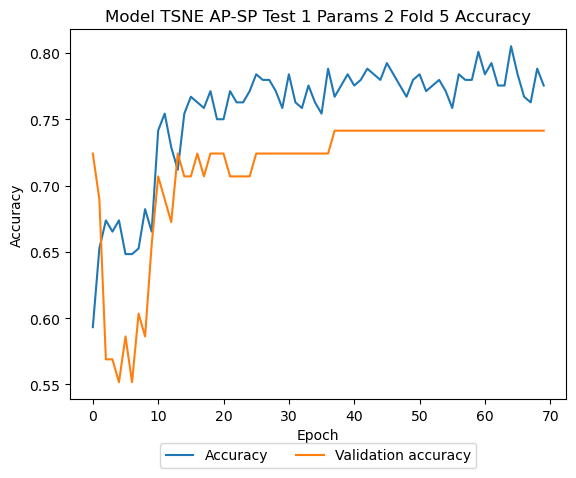 Model TSNE AP-SP Test 1 Params 2 Fold 5 Accuracy
0.80
0.75
0.70
0.65
0.60
0.55
Accuracy
0 10 20 30 40 50 60 70
Epoch
Accuracy Validation accuracy